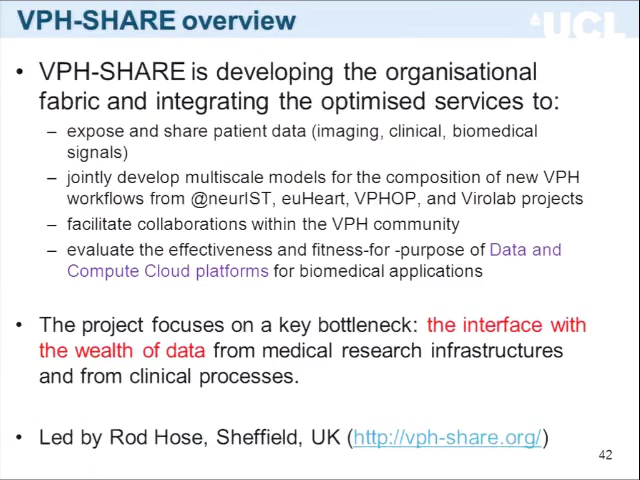 VPH-SHARE overview
UCL
• VPH-SHARE is developing the organisational
fabric and integrating the optimised services to:
– expose and share patient data (imaging, clinical, biomedical
signals)
– jointly develop multiscale models for the composition of new VPH
workflows from @neurIST, euHeart, VPHOP, and Virolab projects
– facilitate collaborations within the VPH community
– evaluate the effectiveness and fitness-for -purpose of Data and
Compute Cloud platforms for biomedical applications
• The project focuses on a key bottleneck: the interface with
the wealth of data from medical research infrastructures
and from clinical processes.
• Led by Rod Hose, Sheffield, UK (http://vph-share.org/)
42